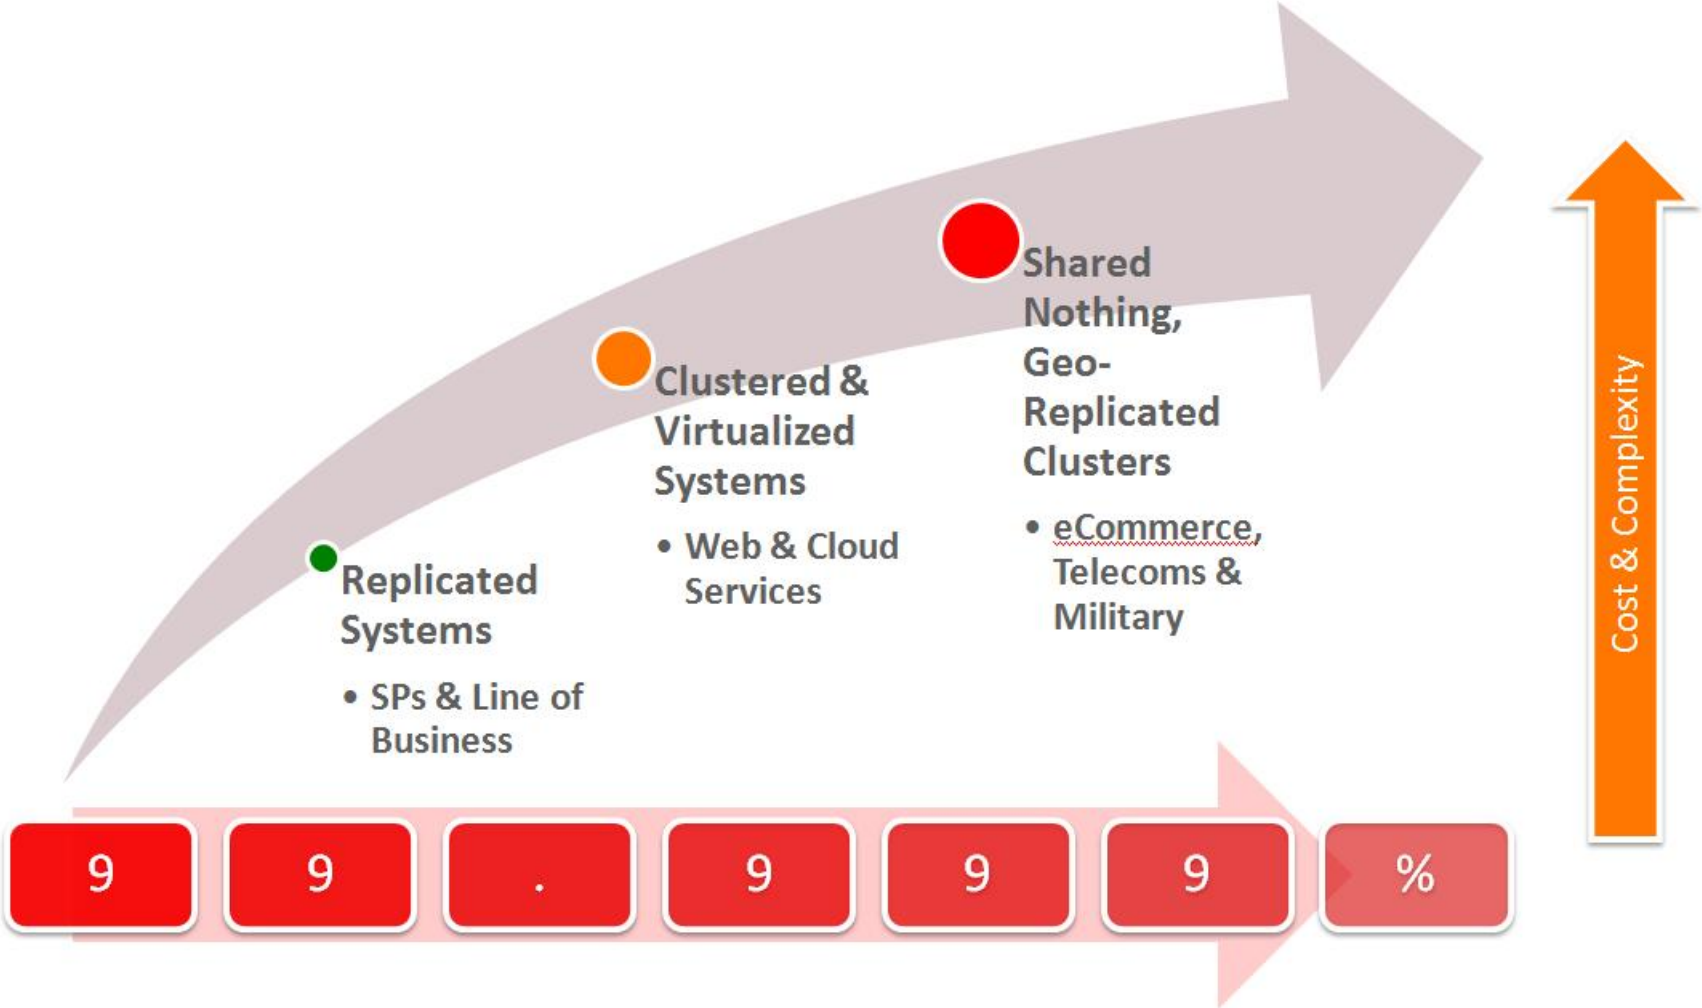 Shared
Nothing,
Geo-
Replicated
Clusters
• eCommerce,
Telecoms &
Military
Clustered &
Virtualized
Systems
• Web & Cloud
Services
Replicated
Systems
• SPs & Line of
Business
Cost & Complexity
9 9 . 9 9 9 %